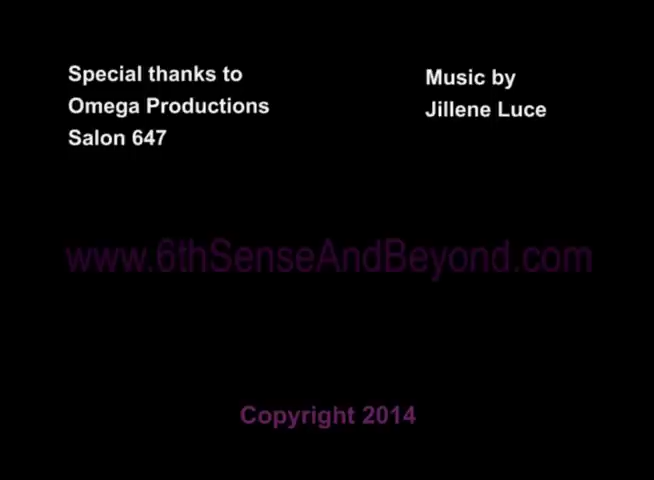 Special thanks to
Omega Productions
Salon 647
Music by
Jillene Luce
www.6thSenseAndBeyond.com
Copyright 2014